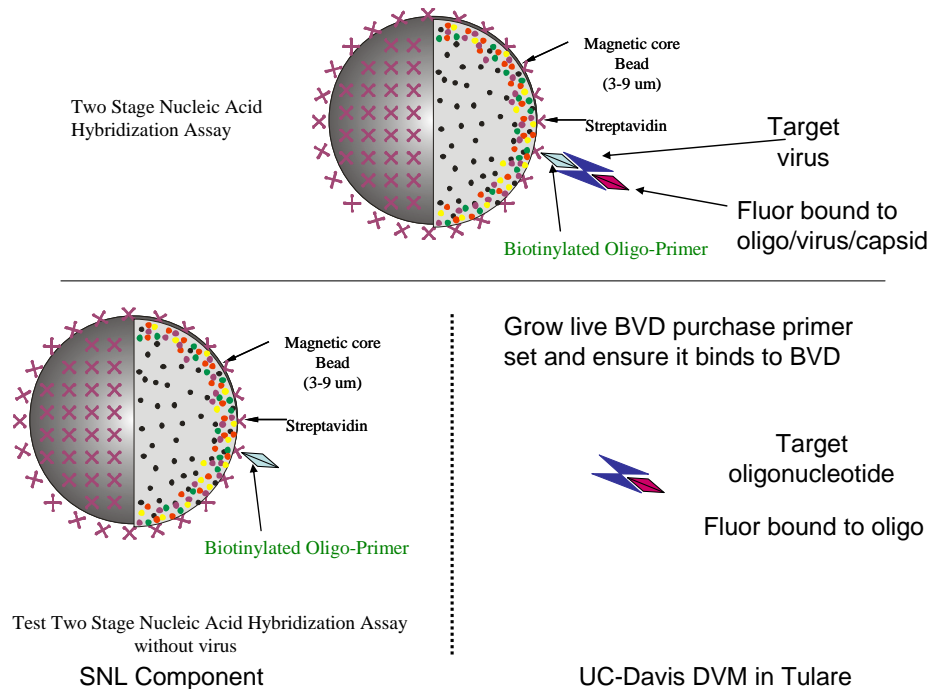 Two Stage Nucleic Acid
Hybridization Assay
Magnetic core
Bead
(3-9 um)
Streptavidin
Biotinylated Oligo-Primer
Target
virus
Fluor bound to
oligo/virus/capsid
Magnetic core
Bead
(3-9 um)
Streptavidin
Biotinylated Oligo-Primer
Test Two Stage Nucleic Acid Hybridization Assay
without virus
SNL Component
Grow live BVD purchase primer
set and ensure it binds to BVD
Target
oligonucleotide
Fluor bound to oligo
UC-Davis DVM in Tulare